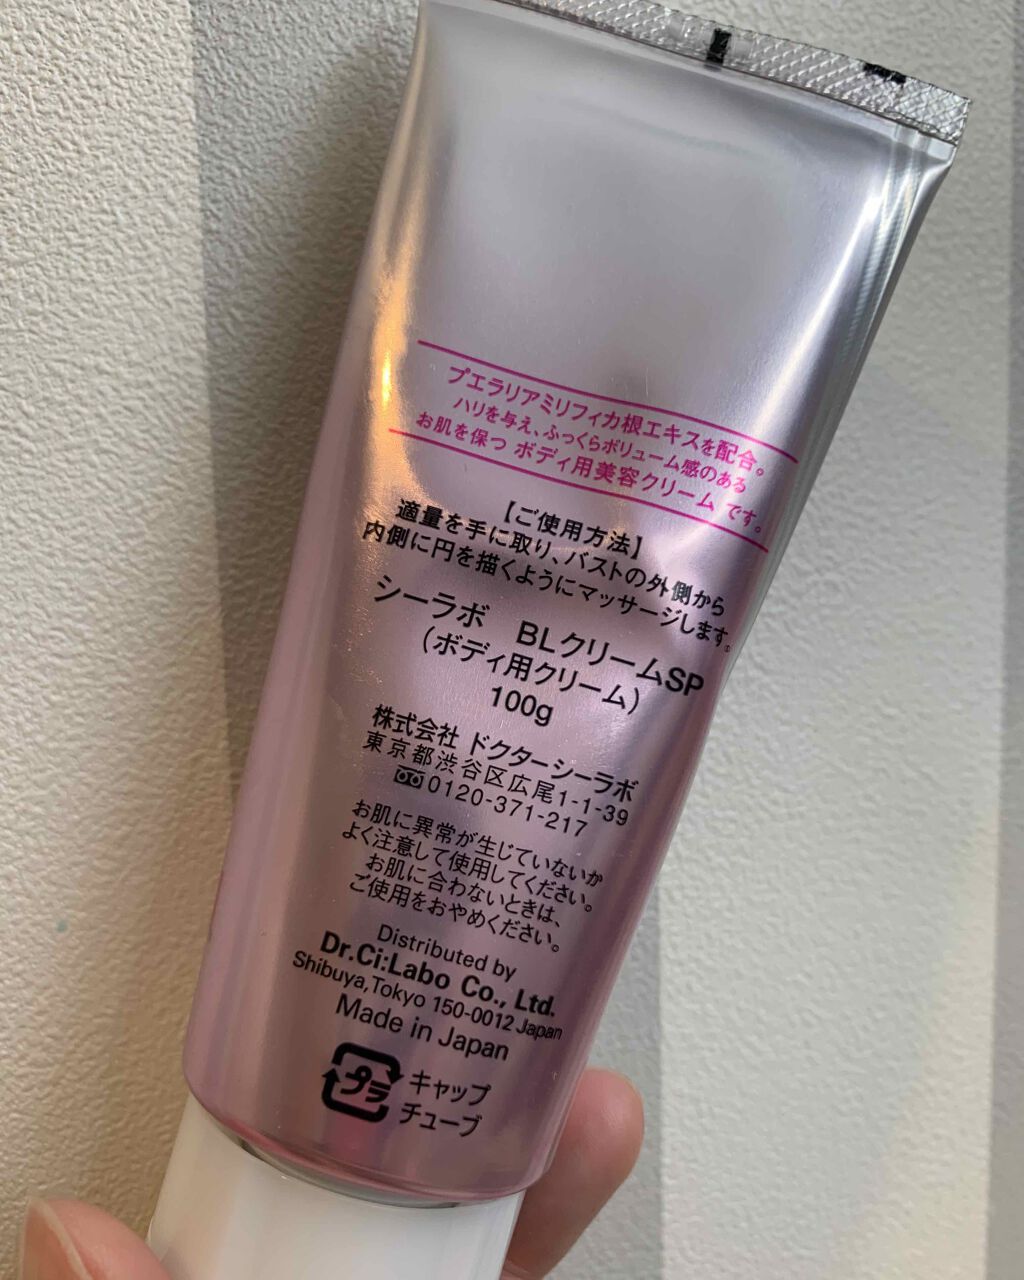 プエラリアミリフィカ根エキスを配合。
ハリを与え、ふっくらボリューム感のある
お肌を保つ ボディ用美容クリーム です。
【ご使用方法】
適量を手に取り、バストの外側から
内側に円を描くようにマッサージします。
シーラボ BLクリームSP
(ボディ用クリーム)
100g
株式会社 ドクターシーラボ
東京都渋谷区広尾1-1-39
0120-371-217
お肌に異常が生じていないか
よく注意して使用してください。
お肌に合わないときは、
ご使用をおやめください。
Distributed by
Dr.Ci:Labo Co., Ltd.
Shibuya,Tokyo 150-0012 Japan
Made in Japan
プラ キャップ
チューブ